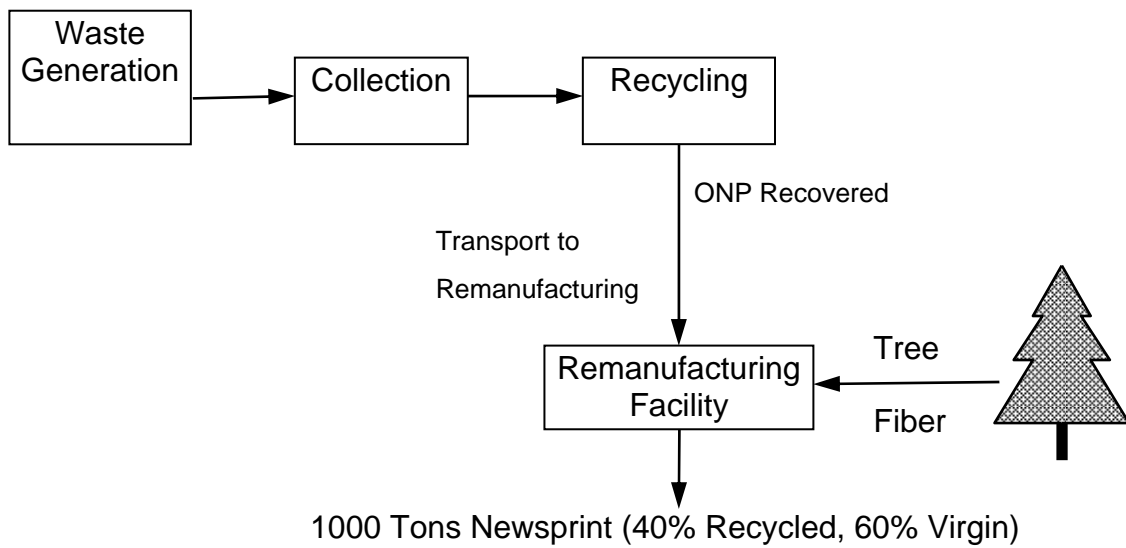 Waste
Generation
Collection
Recycling
ONP Recovered
Transport to
Remanufacturing
Remanufacturing
Facility
Tree
Fiber
1000 Tons Newsprint (40% Recycled, 60% Virgin)